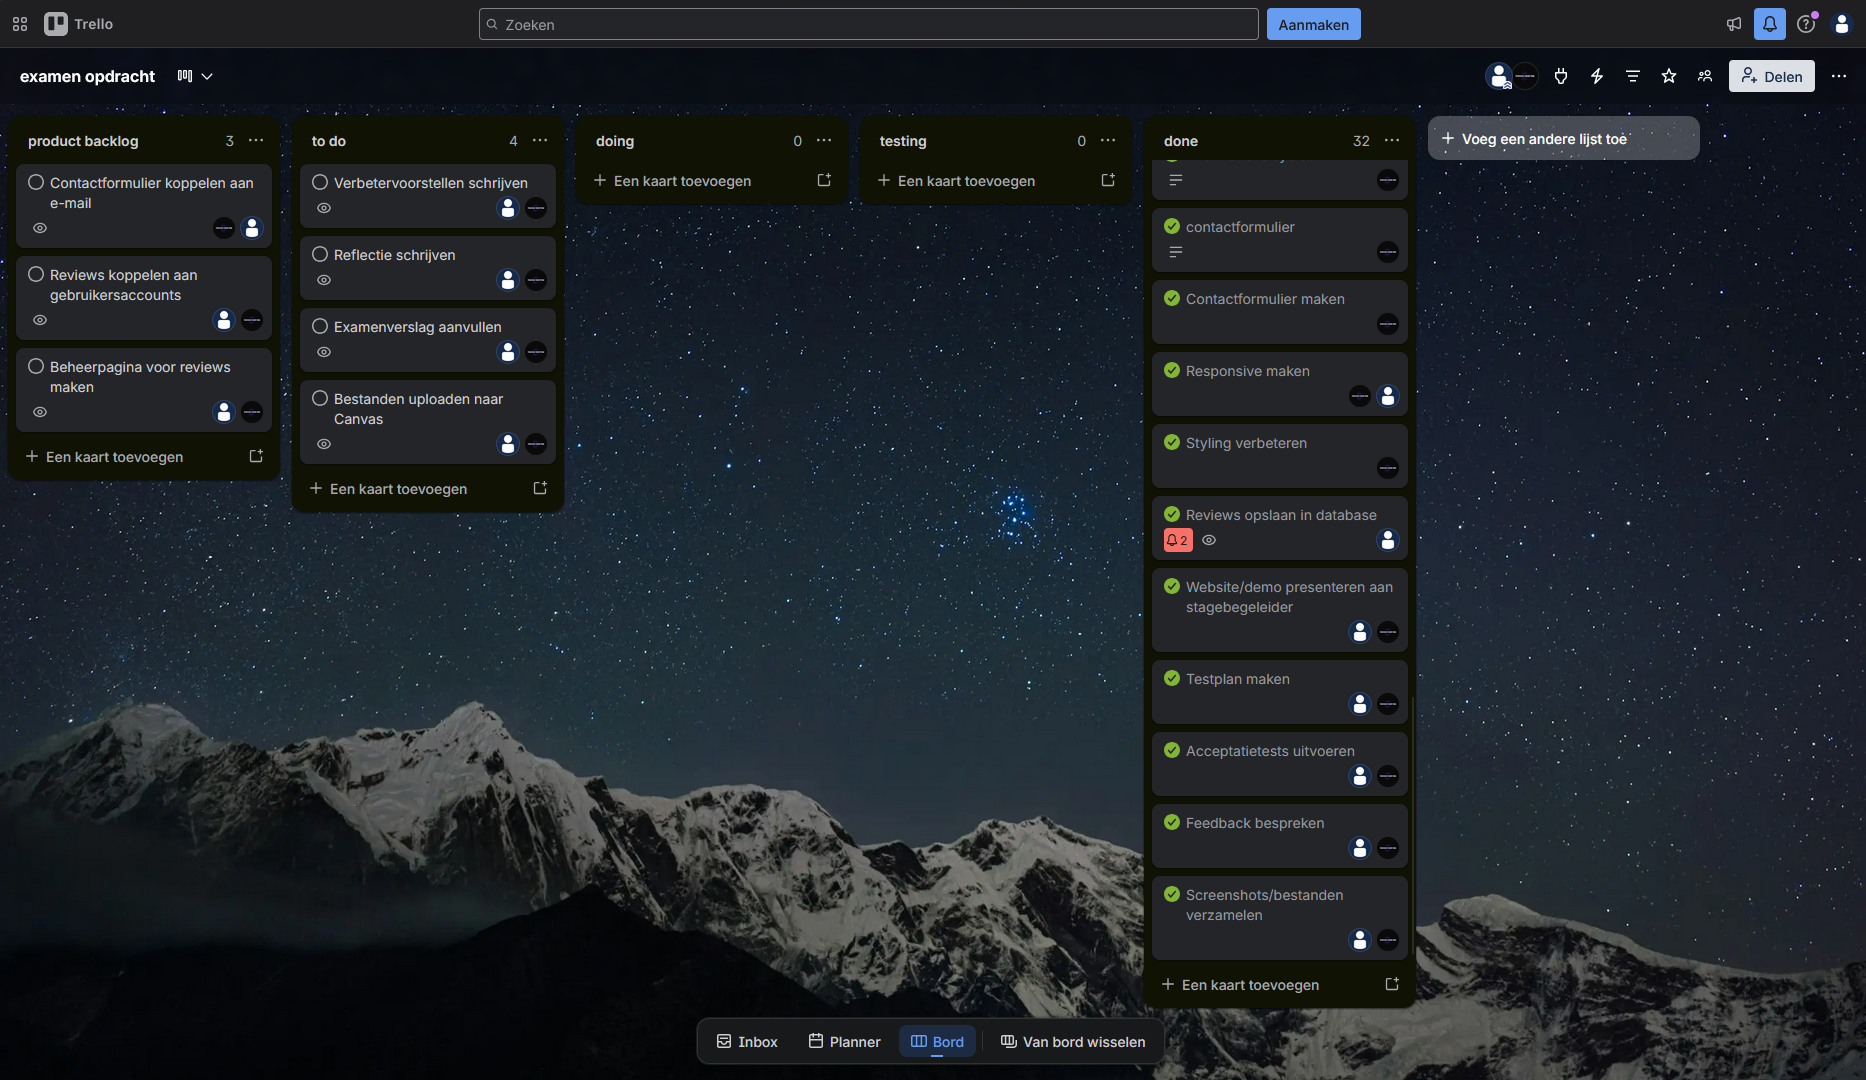 Trello
Zoeken
Aanmaken
examen opdracht
Delen
product backlog 3
Contactformulier koppelen aan
e-mail
Reviews koppelen aan
gebruikersaccounts
Beheerpagina voor reviews
maken
Een kaart toevoegen
to do 4
Verbetervoorstellen schrijven
Reflectie schrijven
Examenverslag aanvullen
Bestanden uploaden naar
Canvas
Een kaart toevoegen
doing 0
Een kaart toevoegen
testing 0
Een kaart toevoegen
done 32
contactformulier
Contactformulier maken
Responsive maken
Styling verbeteren
Reviews opslaan in database
2
Website/demo presenteren aan
stagebegeleider
Testplan maken
Acceptatietests uitvoeren
Feedback bespreken
Screenshots/bestanden
verzamelen
Een kaart toevoegen
Voeg een andere lijst toe
Inbox
Planner
Bord
Van bord wisselen